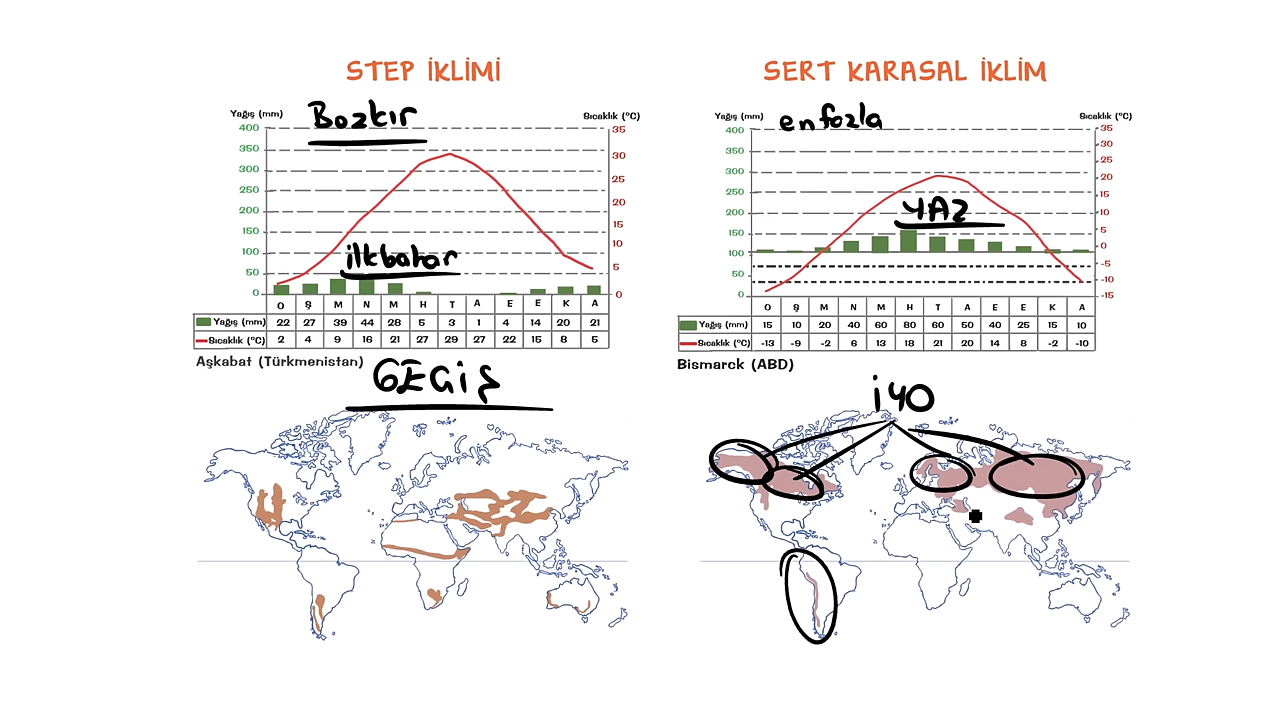 STEP İKLİMİ
Yağış (mm)
Bozkır
Sıcaklık (°C)
400
350
300
250
200
150
100
50
0
35
30
25
20
15
10
5
0
ilkbahar
O Ş M N M H T A E E K A
Yağış (mm) 22 27 39 44 28 5 3 1 4 14 20 21
Sıcaklık (°C) 2 4 9 16 21 27 29 27 22 15 8 5
Aşkabat (Türkmenistan)
GEÇİŞ
SERT KARASAL İKLİM
Yağış (mm)
en fazla
Sıcaklık (°C)
400
350
300
250
200
150
100
50
0
35
30
25
20
15
10
5
0
-5
-10
-15
YAZ
O Ş M N M H T A E E K A
Yağış (mm) 15 10 20 40 60 80 60 50 40 25 15 10
Sıcaklık (°C) -13 -9 -2 6 13 18 21 20 14 8 -2 -10
Bismarck (ABD)
İYO